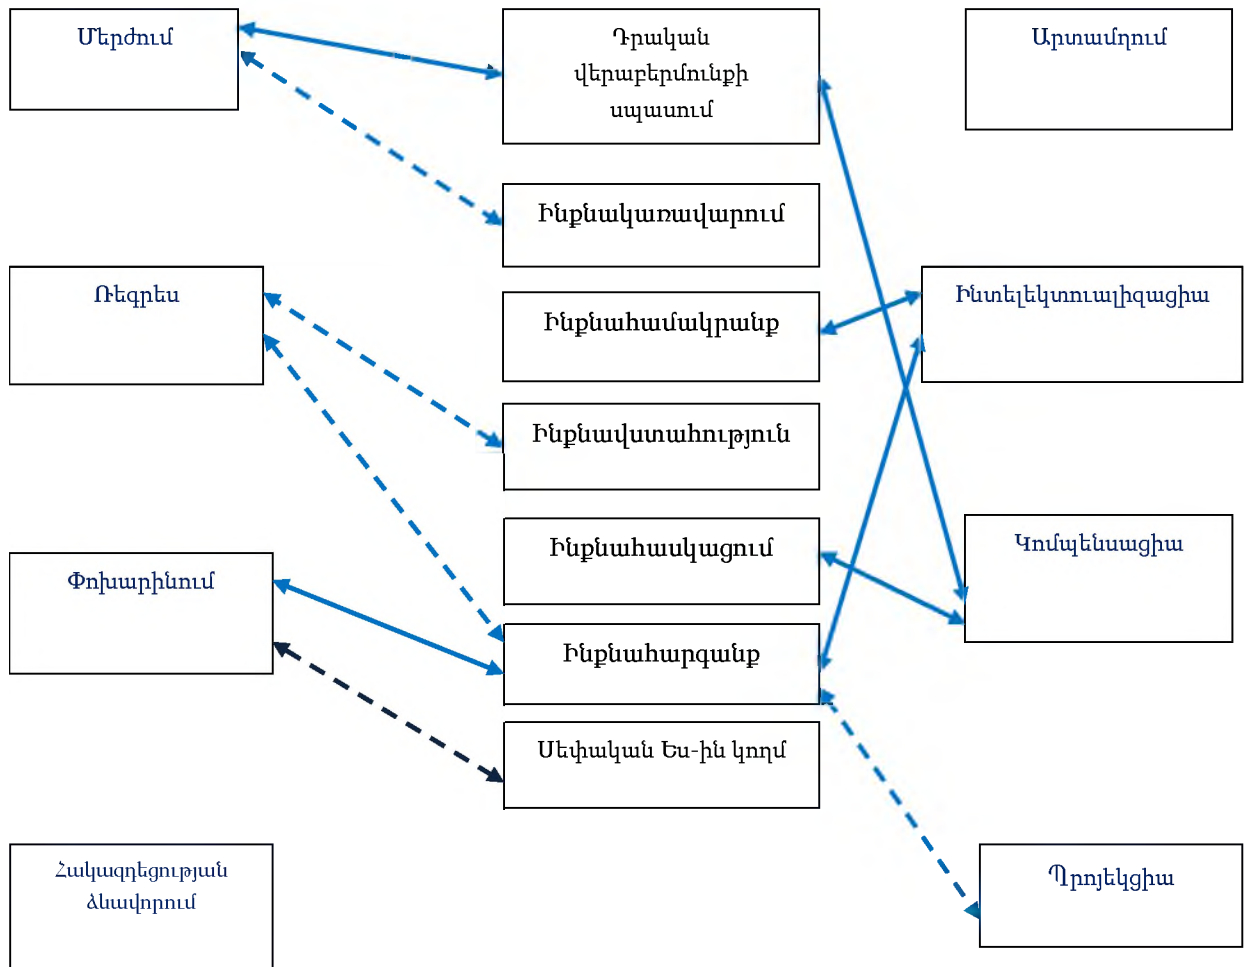 Մերժում
Դրական
վերաբերմունքի
սպասում
Արտամղում
Ինքնակառավարում
Ռեգրես
Ինտելեկտուալիզացիա
Ինքնահամակրանք
Ինքնավստահություն
Ինքնահասկացում
Կոմպենսացիա
Փոխարինում
Ինքնահարգանք
Սեփական Ես-ին կողմ
Հակազդեցության
ձևավորում
Պրոյեկցիա